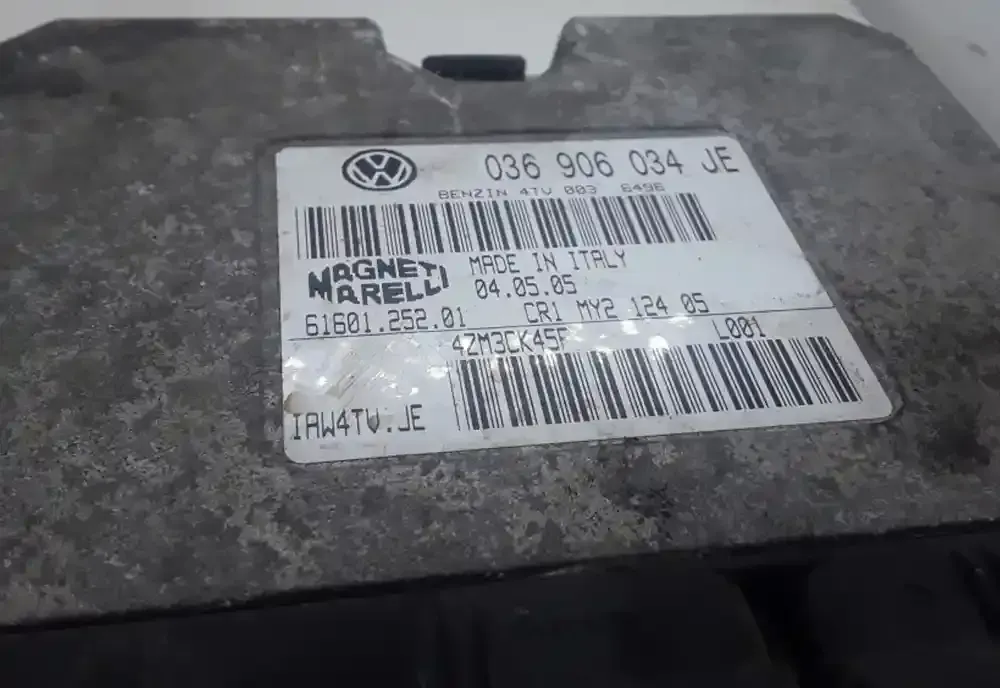 036 906 034 JE
BENZIN 4TV 003 6496
MAGNETI
MARELLI
MADE IN ITALY
04.05.05
61601.252.01
CR1 MY2 124 05
4ZM3CK45F
L001
IAW4TV.JE